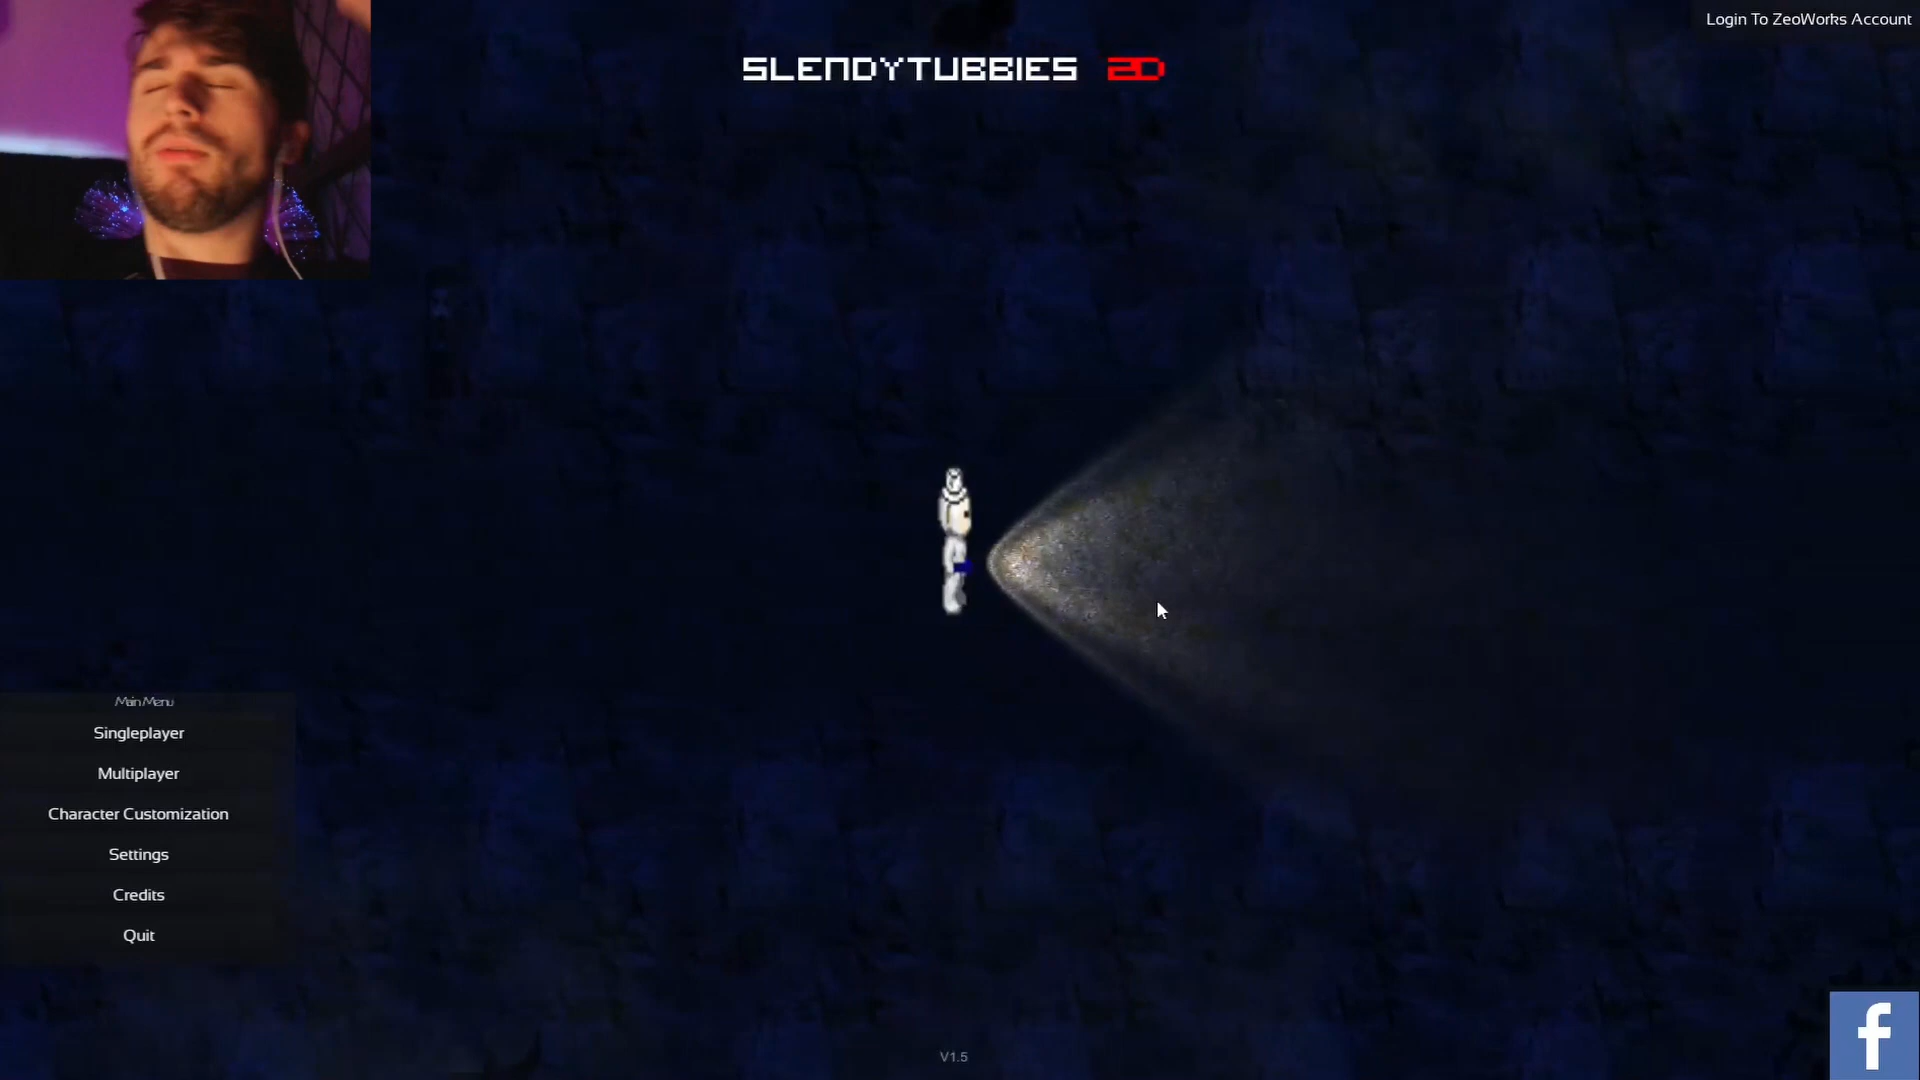 Login To ZeoWorks Account
SLENDYTUBBIES 2D
Main Menu
Singleplayer
Multiplayer
Character Customization
Settings
Credits
Quit
V1.5
f